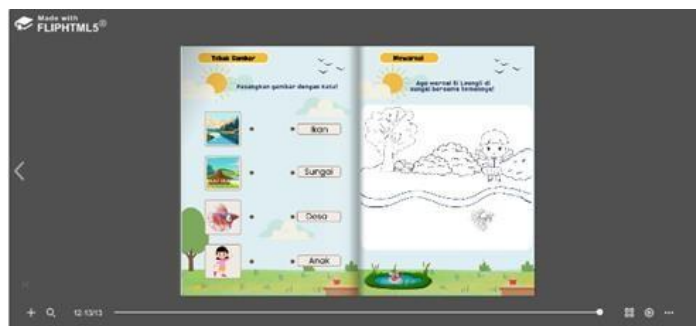 Made with
FLIPHTML5®
Tebak Gambar
Pasangkan gambar dengan kata!
Ikan
Sungai
Desa
Anak
Mewarnai
Ayo warnai Si Leungli di
sungai bersama temannya!
12-13/13